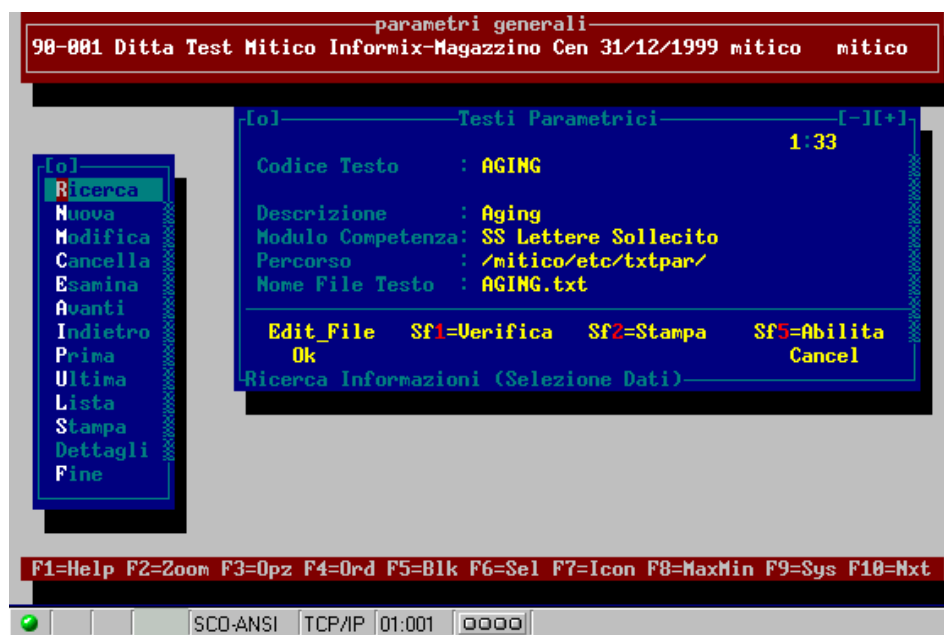 parametri generali
90-001 Ditta Test Mitico Informix-Magazzino Cen 31/12/1999 mitico mitico
[o] Testi Parametrici [-][+]
1:33
Codice Testo : AGING
Descrizione : Aging
Modulo Competenza: SS Lettere Sollecito
Percorso : /mitico/etc/txtpar/
Nome File Testo : AGING.txt
Edit_File Sf1=Verifica Sf2=Stampa Sf5=Abilita
Ok Cancel
Ricerca Informazioni (Selezione Dati)
[o]
Ricerca
Nuova
Modifica
Cancella
Esamina
Avanti
Indietro
Prima
Ultima
Lista
Stampa
Dettagli
Fine
F1=Help F2=Zoom F3=Opz F4=Ord F5=Blk F6=Sel F7=Icon F8=MaxMin F9=Sys F10=Nxt
SCO-ANSI TCP/IP 01:001